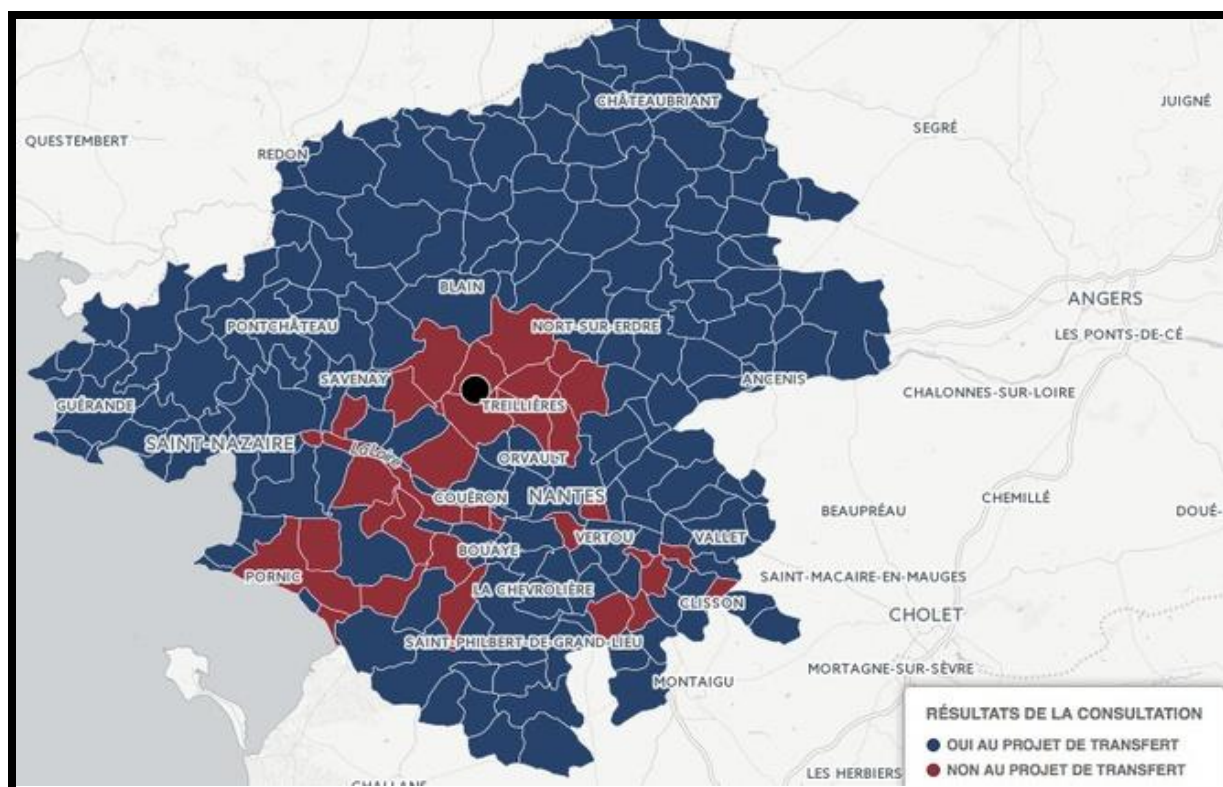 CHÂTEAUBRIANT
JUIGNÉ
SEGRÉ
QUESTEMBERT
REDON
BLAIN
ANGERS
PONTCHÂTEAU
NORT-SUR-ERDRE
LES PONTS-DE-CÉ
SAVENAY
ANCENIS
CHALONNES-SUR-LOIRE
GUÉRANDE
TREILLIÈRES
SAINT-NAZAIRE
La Loire
ORVAULT
COUËRON
NANTES
CHEMILLÉ
BEAUPRÉAU
DOUÉ-
VERTOU
VALLET
BOUAYE
PORNIC
SAINT-MACAIRE-EN-MAUGES
LA CHEVROLIÈRE
CLISSON
CHOLET
SAINT-PHILBERT-DE-GRAND-LIEU
MORTAGNE-SUR-SÈVRE
MONTAIGU
RÉSULTATS DE LA CONSULTATION
OUI AU PROJET DE TRANSFERT
NON AU PROJET DE TRANSFERT
LES HERBIERS
CHALLANS